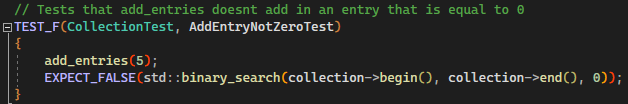 // Tests that add_entries doesnt add in an entry that is equal to 0
TEST_F(CollectionTest, AddEntryNotZeroTest)
{
add_entries(5);
EXPECT_FALSE(std::binary_search(collection->begin(), collection->end(), 0));
}